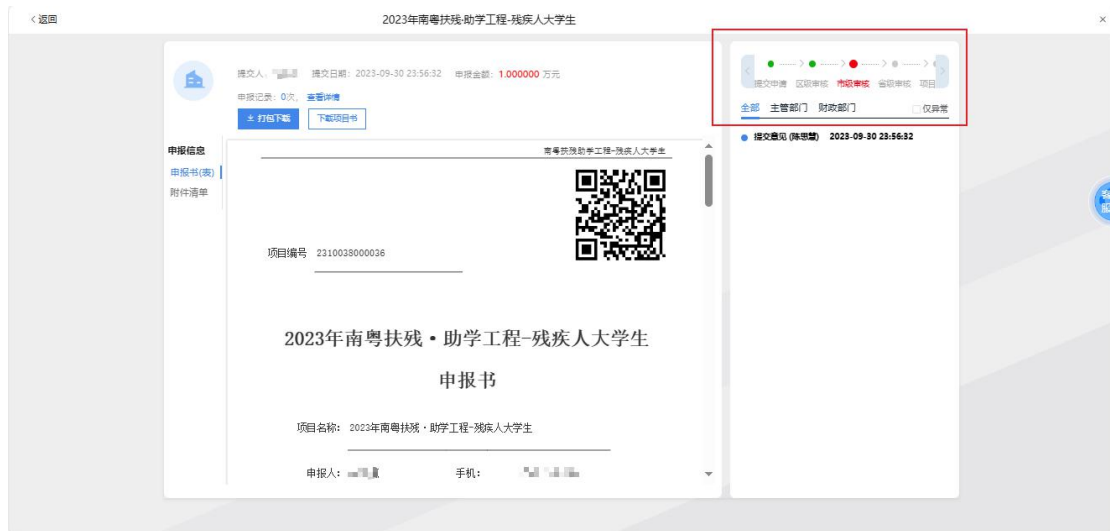 返回
2023年南粤扶残·助学工程-残疾人大学生
提交人: 提交日期: 2023-09-30 23:56:32 申报金额: 1.000000 万元
申报记录: 0次, 查看详情
打包下载 下载项目书
申报信息
申报书(表)
附件清单
南粤扶残助学工程-残疾人大学生
项目编号 2310038000036
2023年南粤扶残·助学工程-残疾人大学生
申报书
项目名称: 2023年南粤扶残·助学工程-残疾人大学生
申报人: 手机:
提交申请 区级审核 市级审核 省级审核 项目
全部 主管部门 财政部门 仅异常
提交意见 (陈思慧) 2023-09-30 23:56:32